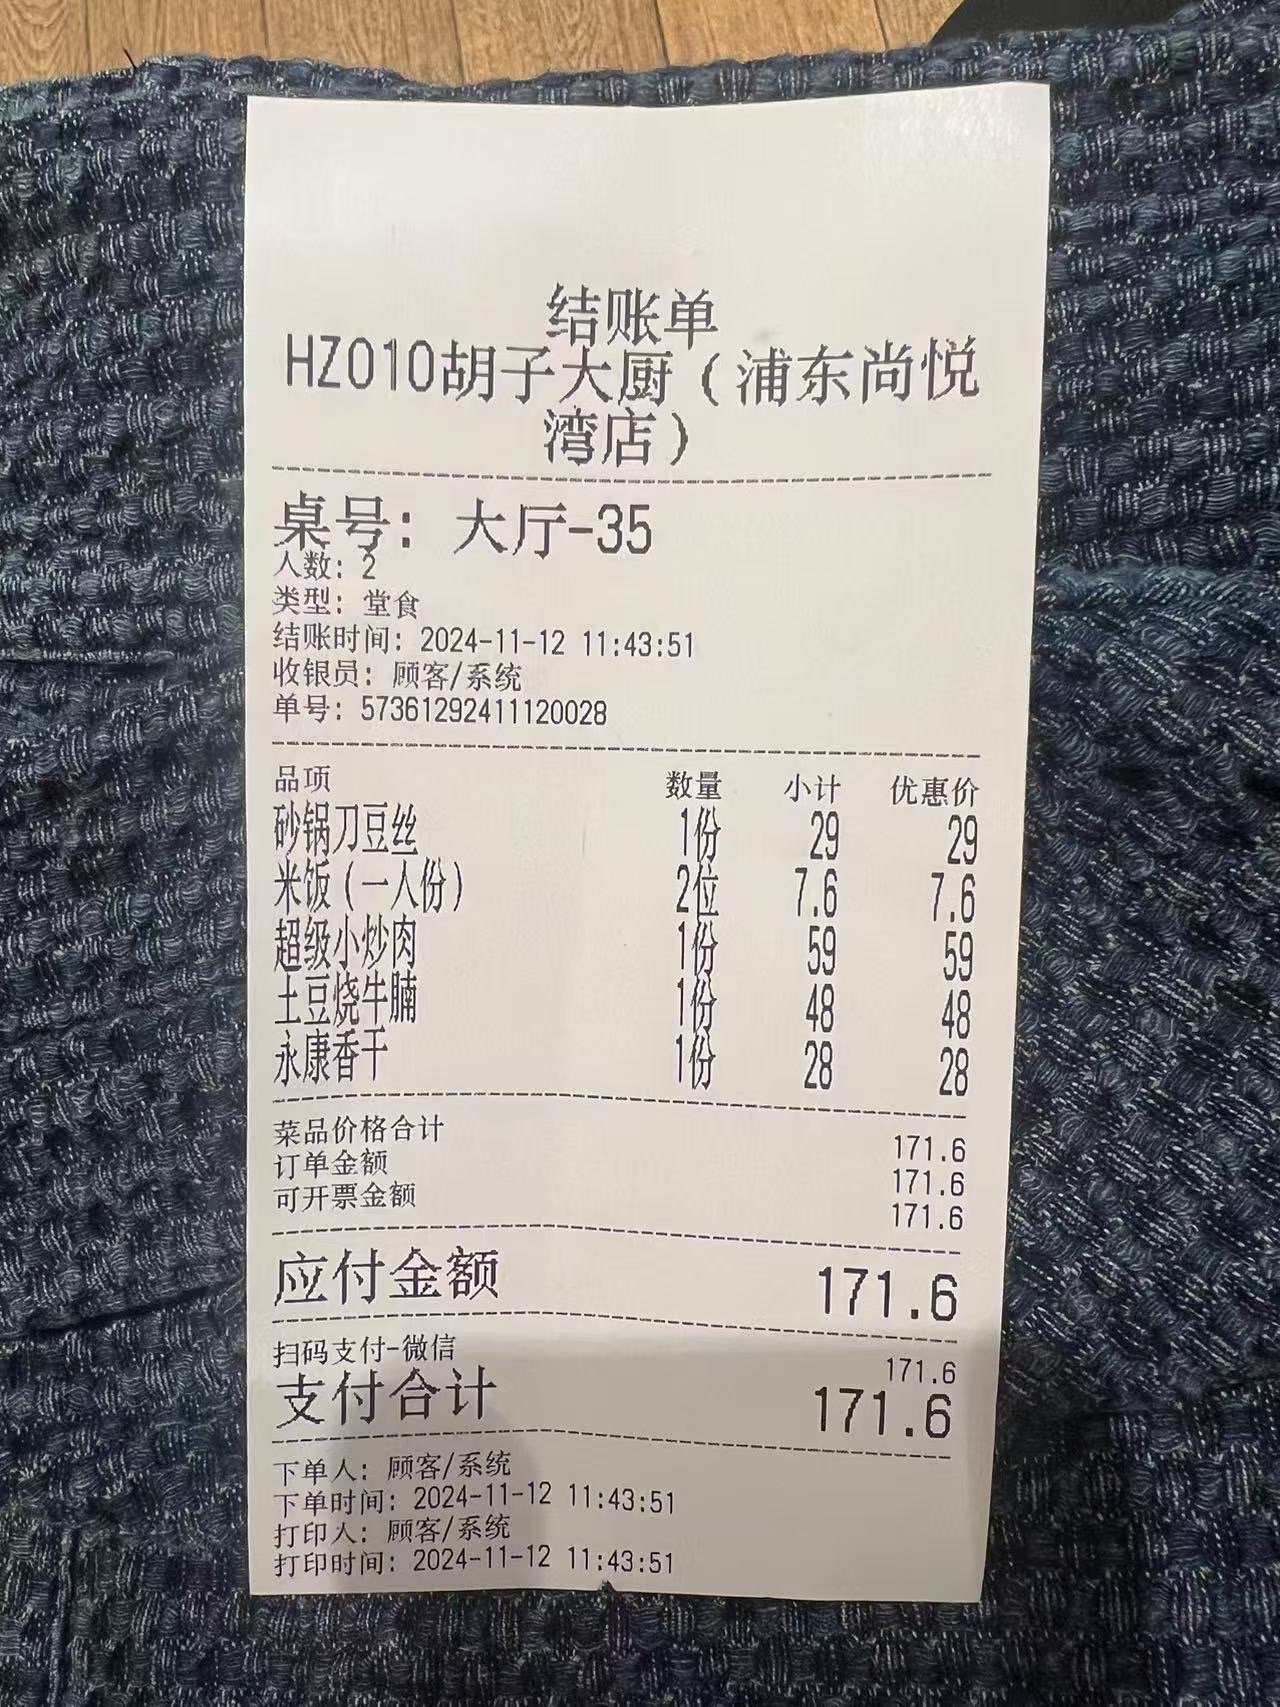 结账单
HZ010胡子大厨（浦东尚悦
湾店）
桌号：大厅-35
人数：2
类型：堂食
结账时间：2024-11-12 11:43:51
收银员：顾客/系统
单号：57361292411120028
品项 数量 小计 优惠价
砂锅刀豆丝 1份 29 29
米饭（一人份） 2位 7.6 7.6
超级小炒肉 1份 59 59
土豆烧牛腩 1份 48 48
永康香干 1份 28 28
菜品价格合计 171.6
订单金额 171.6
可开票金额 171.6
应付金额 171.6
扫码支付-微信 171.6
支付合计 171.6
下单人：顾客/系统
下单时间：2024-11-12 11:43:51
打印人：顾客/系统
打印时间：2024-11-12 11:43:51